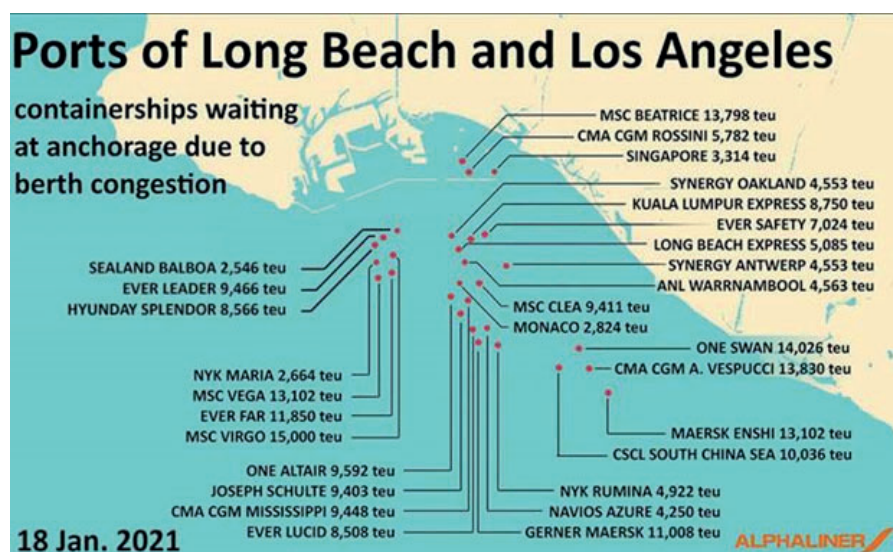 Ports of Long Beach and Los Angeles
containerships waiting
at anchorage due to
berth congestion
MSC BEATRICE 13,798 teu
CMA CGM ROSSINI 5,782 teu
SINGAPORE 3,314 teu
SYNERGY OAKLAND 4,553 teu
KUALA LUMPUR EXPRESS 8,750 teu
EVER SAFETY 7,024 teu
LONG BEACH EXPRESS 5,085 teu
SYNERGY ANTWERP 4,553 teu
ANL WARRNAMBOOL 4,563 teu
SEALAND BALBOA 2,546 teu
EVER LEADER 9,466 teu
HYUNDAY SPLENDOR 8,566 teu
MSC CLEA 9,411 teu
MONACO 2,824 teu
ONE SWAN 14,026 teu
CMA CGM A. VESPUCCI 13,830 teu
NYK MARIA 2,664 teu
MSC VEGA 13,102 teu
EVER FAR 11,850 teu
MSC VIRGO 15,000 teu
MAERSK ENSHI 13,102 teu
CSCL SOUTH CHINA SEA 10,036 teu
ONE ALTAIR 9,592 teu
JOSEPH SCHULTE 9,403 teu
CMA CGM MISSISSIPPI 9,448 teu
EVER LUCID 8,508 teu
NYK RUMINA 4,922 teu
NAVIOS AZURE 4,250 teu
GERNER MAERSK 11,008 teu
18 Jan. 2021
ALPHALINER